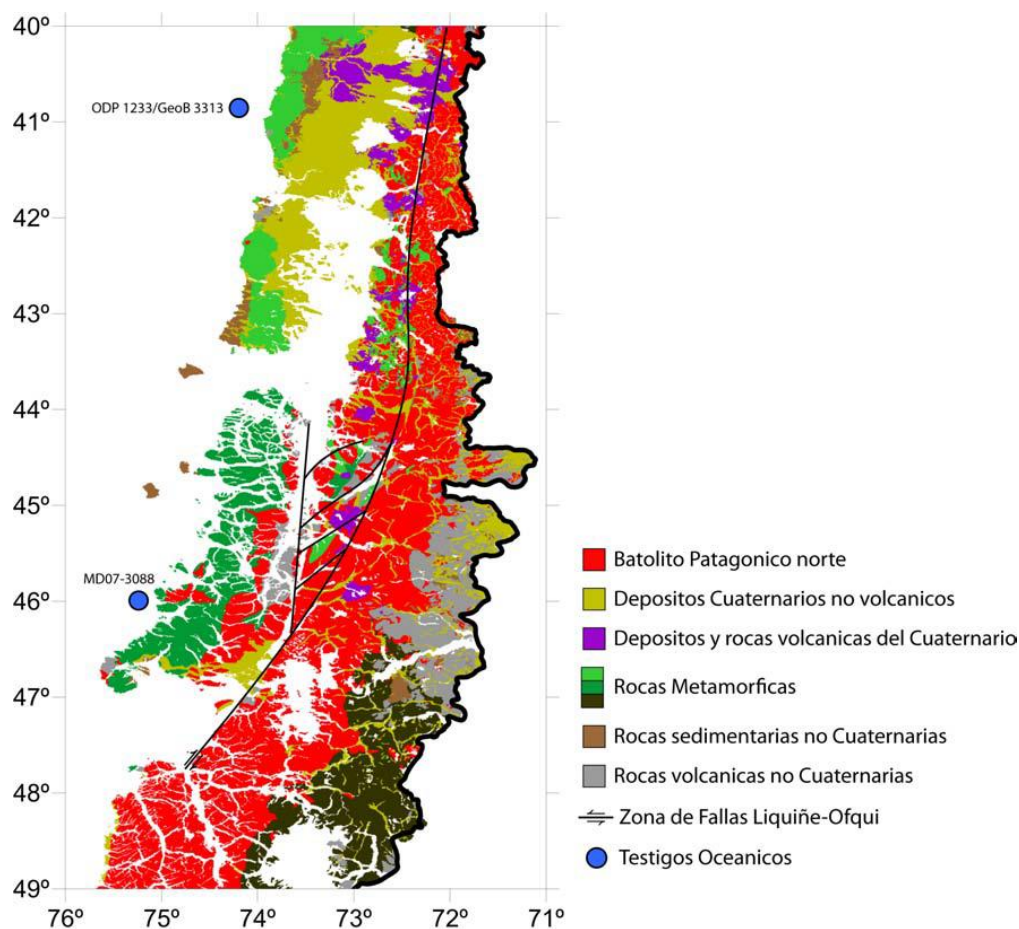 40º
41º
42º
43º
44º
45º
46º
47º
48º
49º
76º
75º
74º
73º
72º
71º
ODP 1233/GeoB 3313
MD07-3088
Batolito Patagonico norte
Depositos Cuaternarios no volcanicos
Depositos y rocas volcanicas del Cuaternario
Rocas Metamorficas
Rocas sedimentarias no Cuaternarias
Rocas volcanicas no Cuaternarias
Zona de Fallas Liquiñe-Ofqui
Testigos Oceanicos